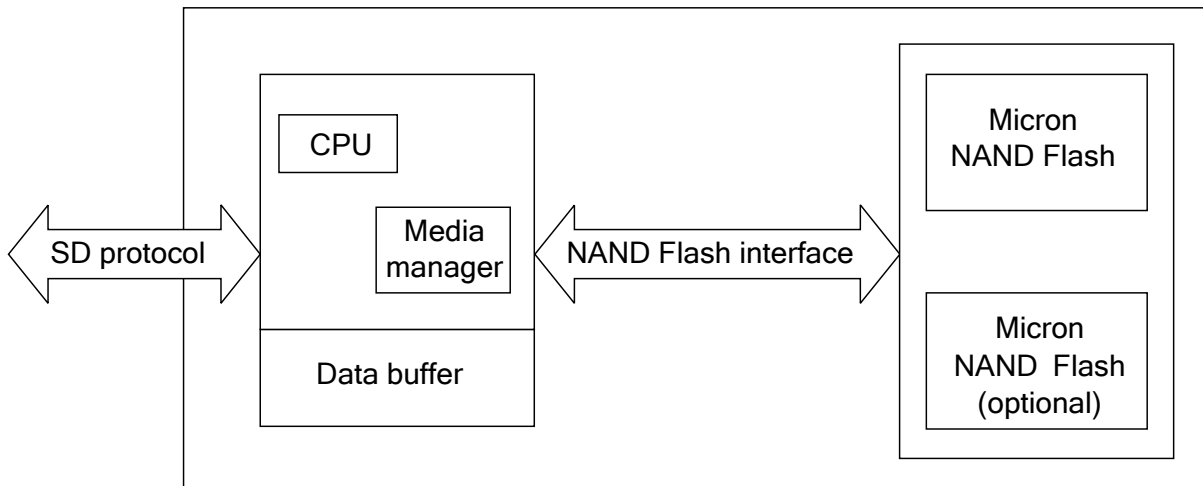 CPU
Media
manager
Data buffer
SD protocol
NAND Flash interface
Micron
NAND Flash
Micron
NAND Flash
(optional)